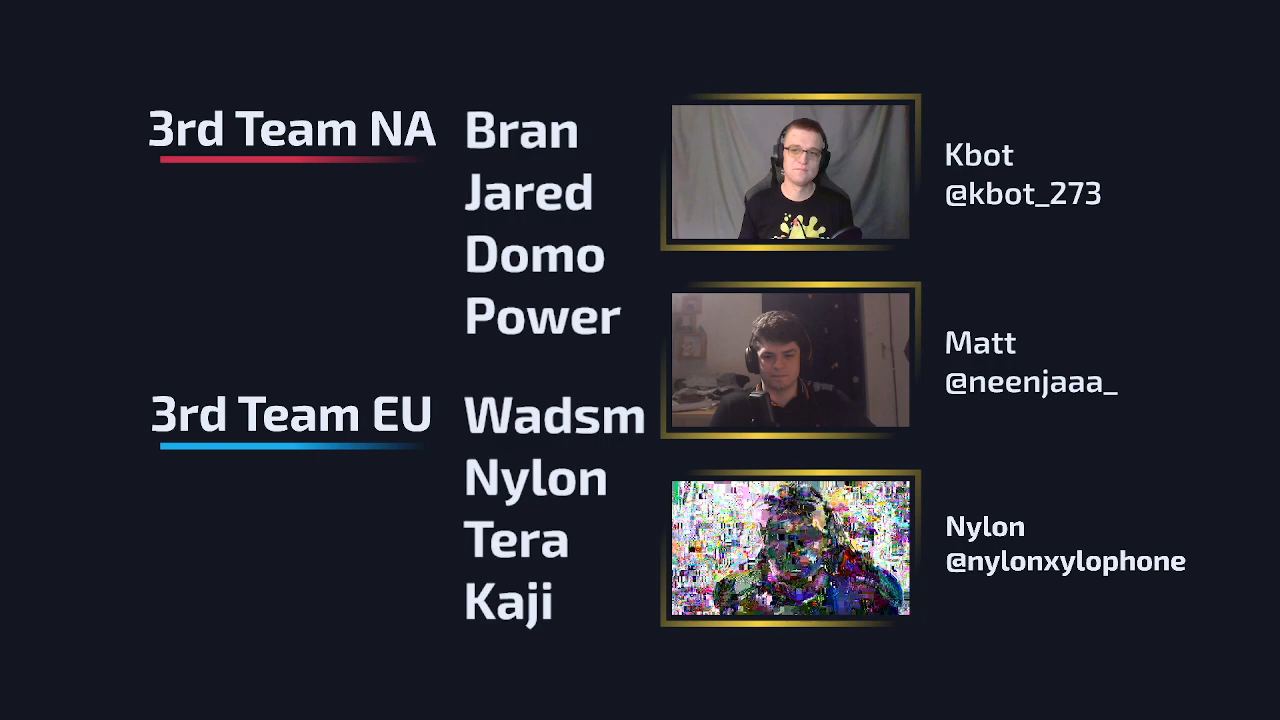 3rd Team NA
Bran
Jared
Domo
Power
3rd Team EU
Wadsm
Nylon
Tera
Kaji
Kbot
@kbot_273
Matt
@neenjaaa_
Nylon
@nylonxylophone